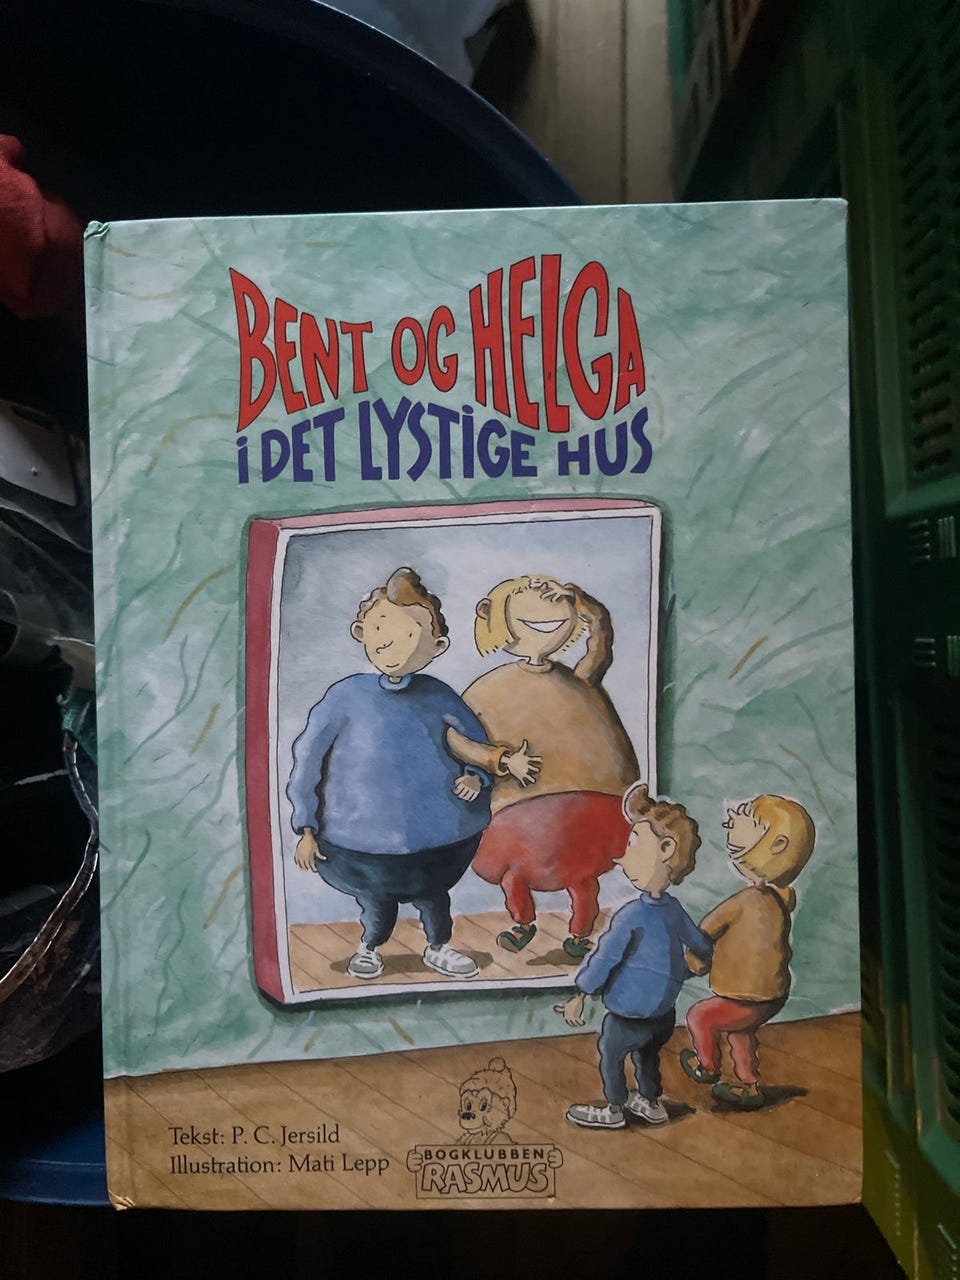 BENT OG HELGA
i DET LYSTiGE HUS
Tekst: P. C. Jersild
Illustration: Mati Lepp
BOGKLUBBEN
RASMUS